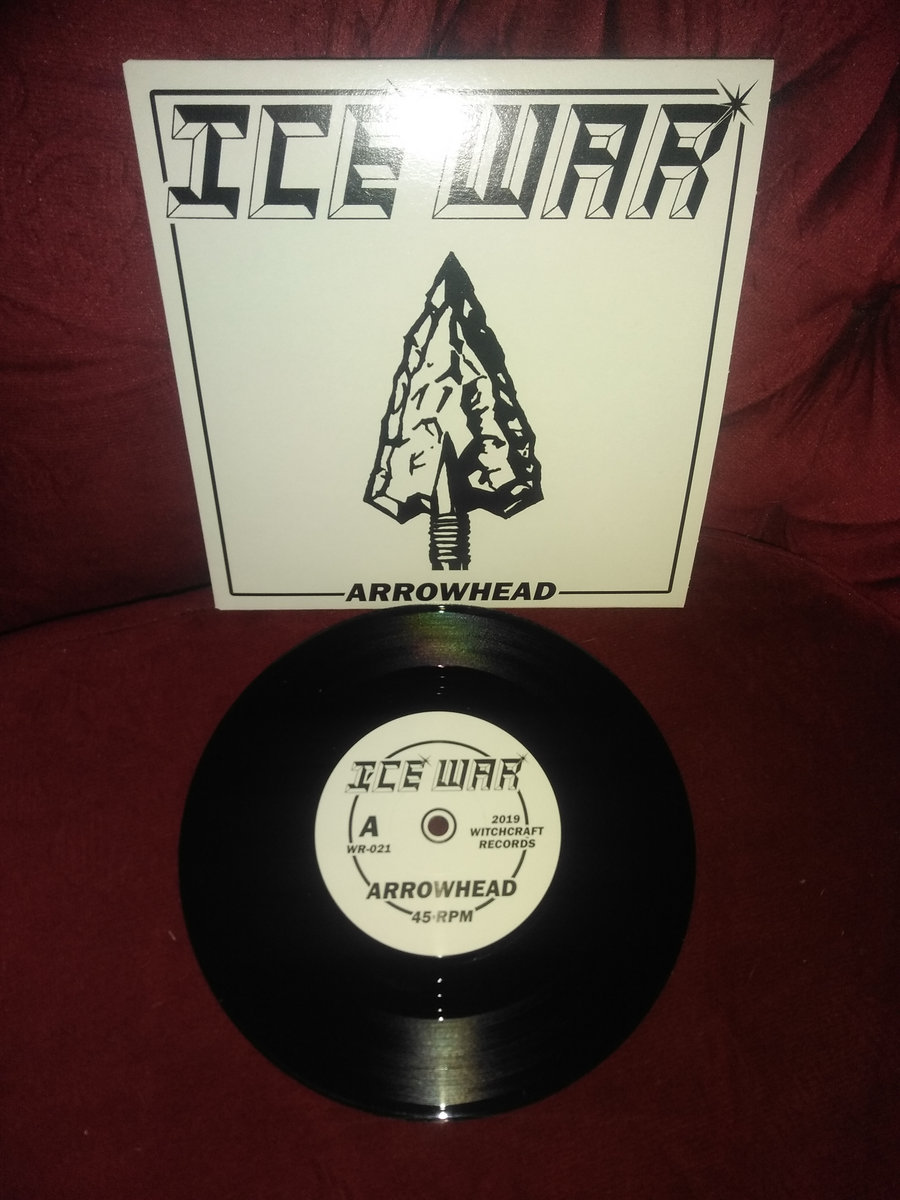 ICE WAR
ARROWHEAD
ICE WAR
A
WR-021
2019
WITCHCRAFT
RECORDS
ARROWHEAD
45 RPM